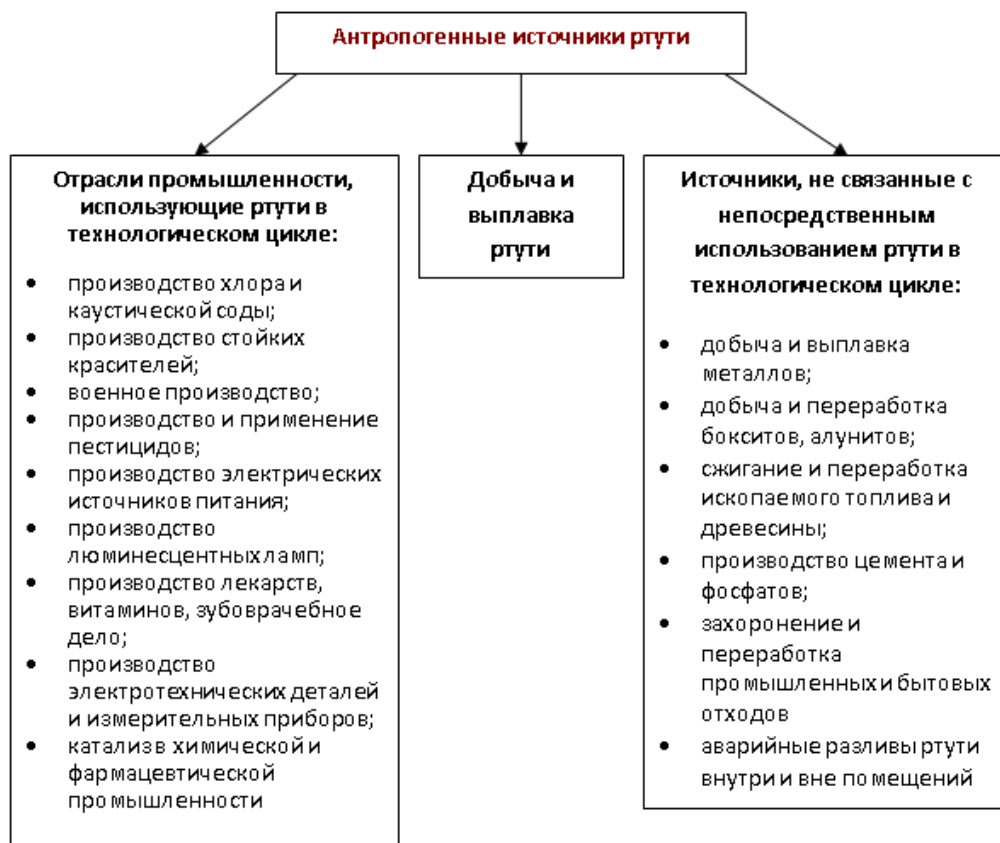 Антропогенные источники ртути
Отрасли промышленности,
использующие ртути в
технологическом цикле:
• производство хлора и
каустической соды;
• производство стойких
красителей;
• военное производство;
• производство и применение
пестицидов;
• производство электрических
источников питания;
• производство
люминесцентных ламп;
• производство лекарств,
витаминов, зубоврачебное
дело;
• производство
электротехнических деталей
и измерительных приборов;
• катализ в химической и
фармацевтической
промышленности
Добыча и
выплавка
ртути
Источники, не связанные с
непосредственным
использованием ртути в
технологическом цикле:
• добыча и выплавка
металлов;
• добыча и переработка
бокситов, алунитов;
• сжигание и переработка
ископаемого топлива и
древесины;
• производство цемента и
фосфатов;
• захоронение и
переработка
промышленных и бытовых
отходов
• аварийные разливы ртути
внутри и вне помещений